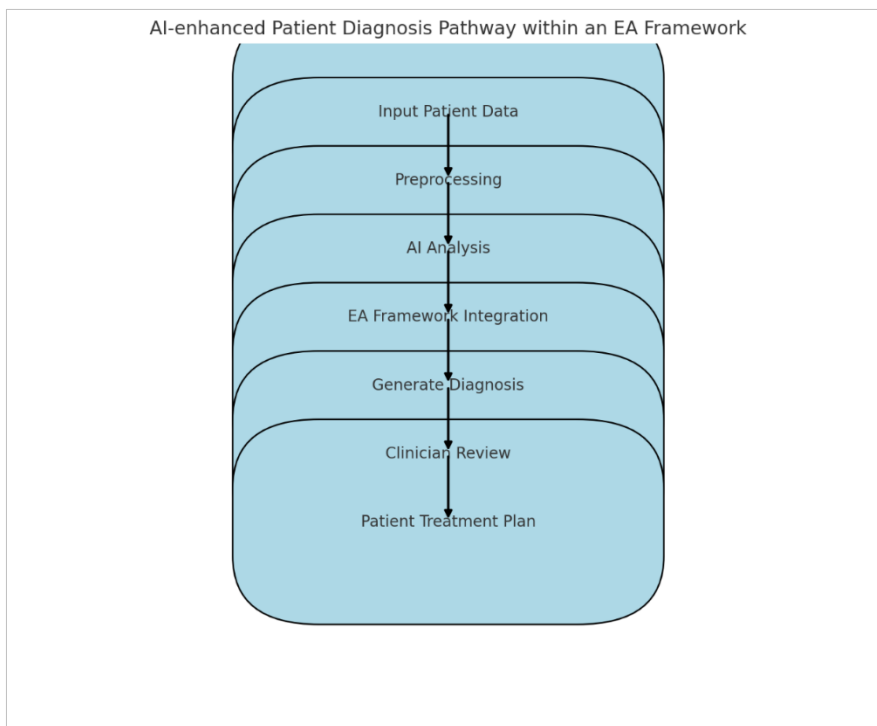 AI-enhanced Patient Diagnosis Pathway within an EA Framework
Input Patient Data
Preprocessing
AI Analysis
EA Framework Integration
Generate Diagnosis
Clinician Review
Patient Treatment Plan